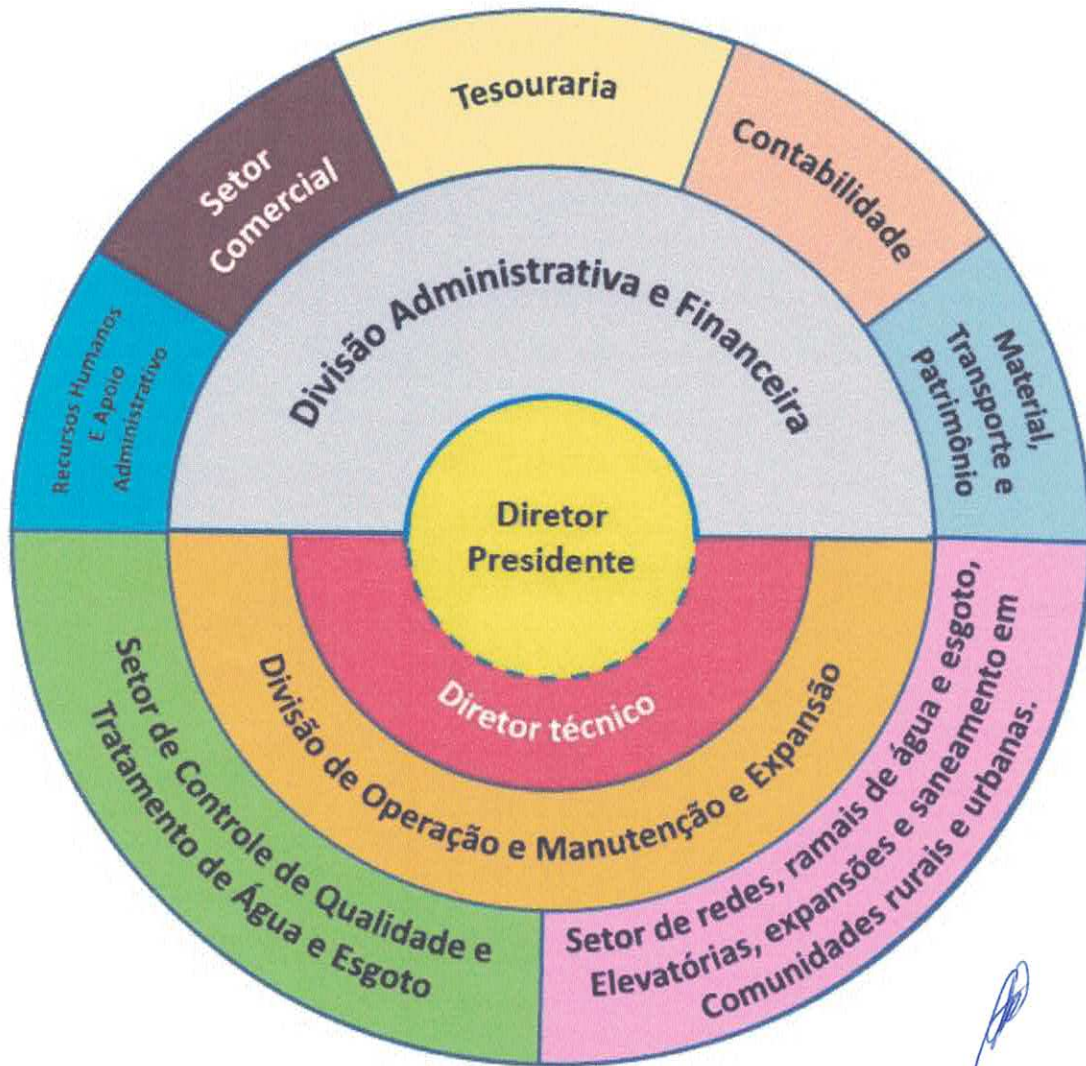 Tesouraria
Setor
Comercial
Contabilidade
Recursos Humanos
E Apoio
Administrativo
Material,
Transporte e
Patrimônio
Divisão Administrativa e Financeira
Diretor
Presidente
Diretor técnico
Divisão de Operação e Manutenção e Expansão
Setor de Controle de Qualidade e
Tratamento de Água e Esgoto
Setor de redes, ramais de água e esgoto,
Elevatórias, expansões e saneamento em
Comunidades rurais e urbanas.